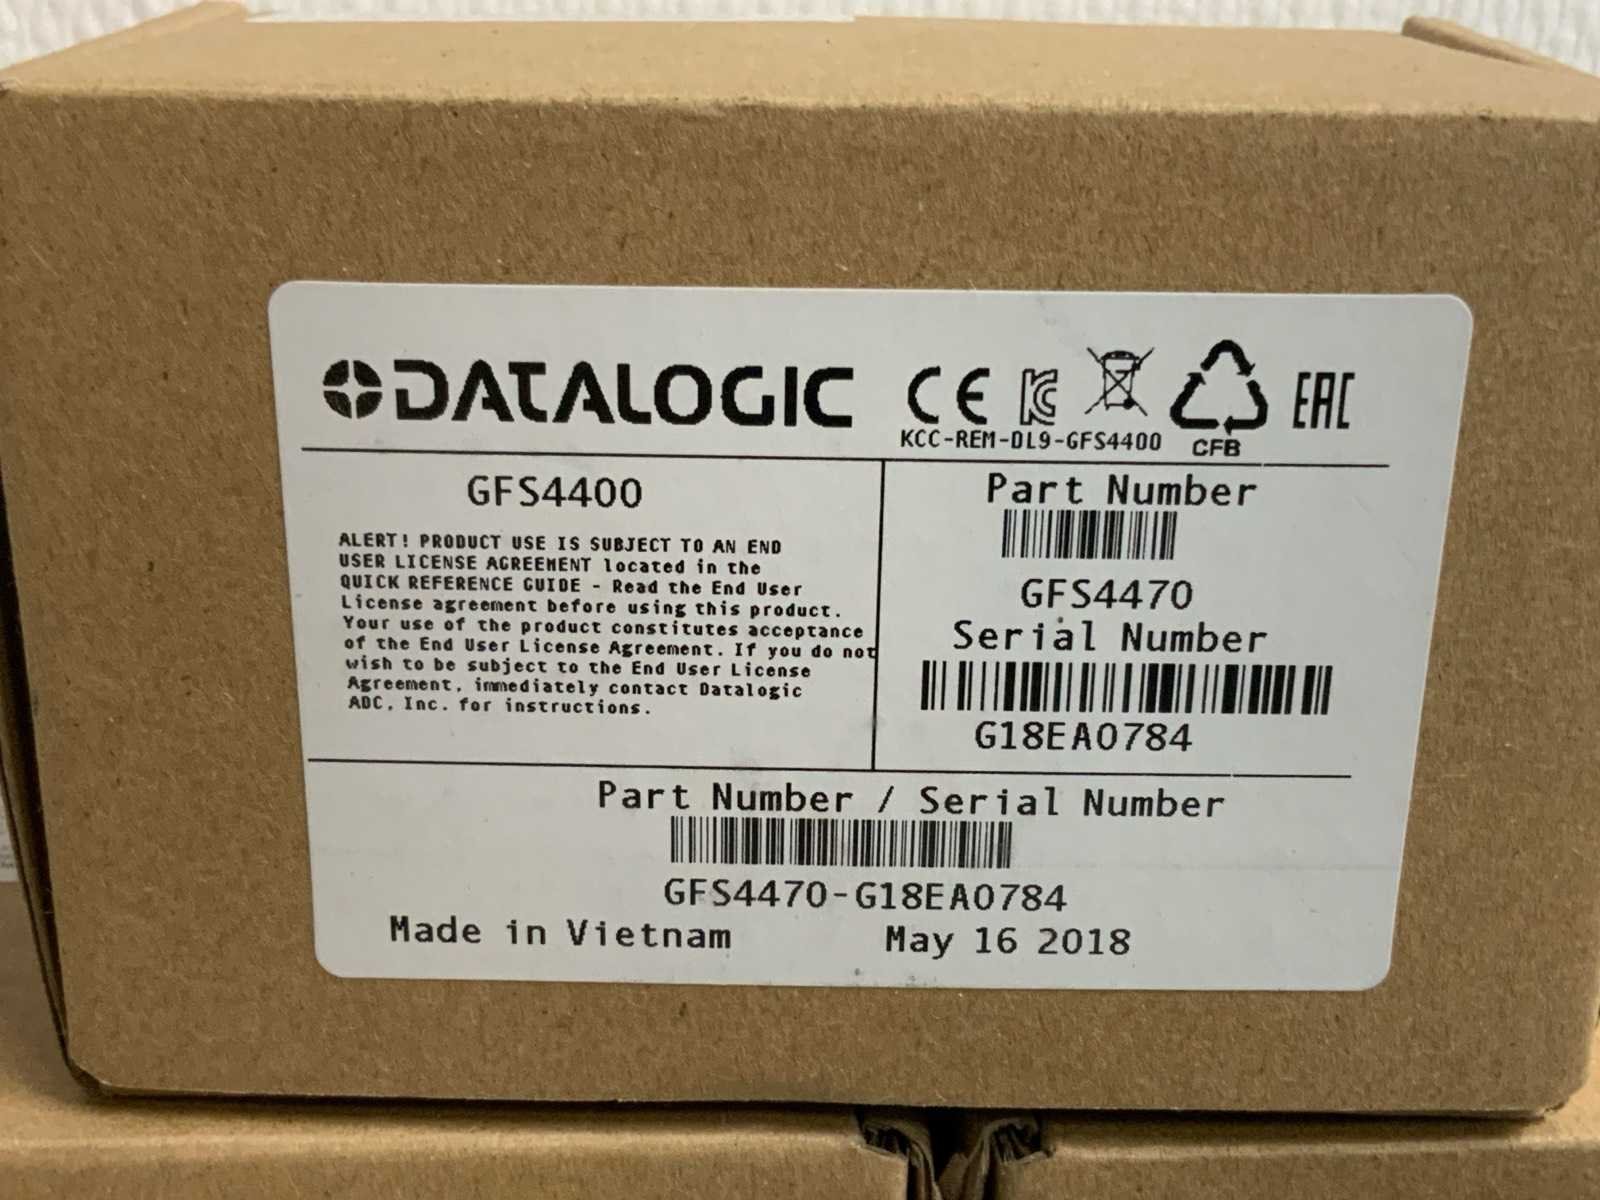 DATALOGIC
CE KC EAC
KCC-REM-DL9-GFS4400
CFB
GFS4400
ALERT! PRODUCT USE IS SUBJECT TO AN END
USER LICENSE AGREEMENT located in the
QUICK REFERENCE GUIDE - Read the End User
License agreement before using this product.
Your use of the product constitutes acceptance
of the End User License Agreement. If you do not
wish to be subject to the End User License
Agreement, immediately contact Datalogic
ADC, Inc. for instructions.
Part Number
GFS4470
Serial Number
G18EA0784
Part Number / Serial Number
GFS4470-G18EA0784
Made in Vietnam May 16 2018